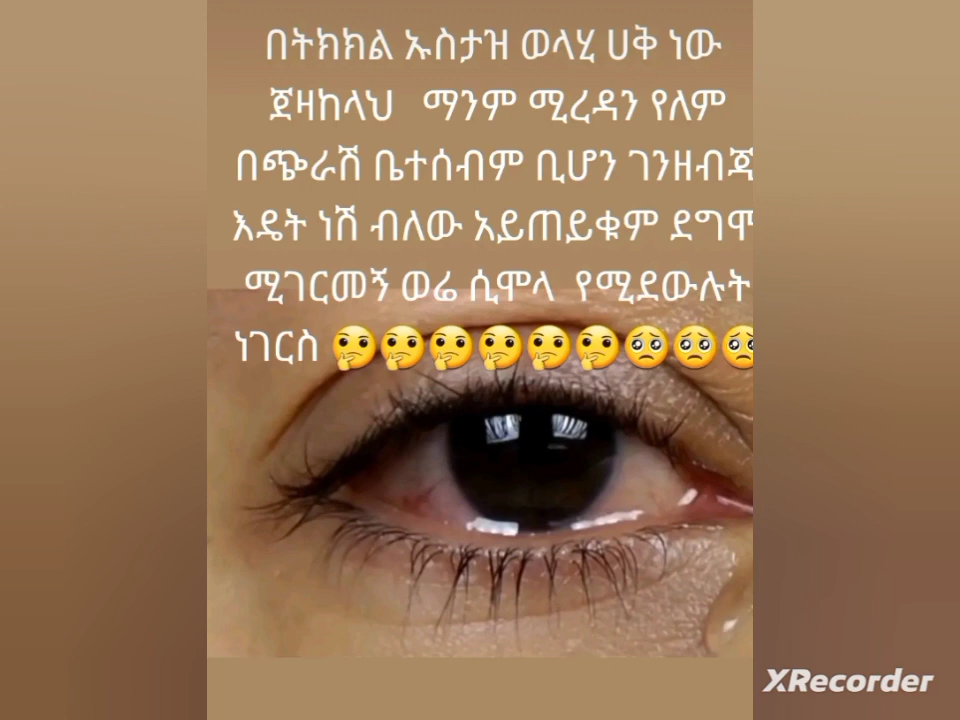 በትክክል ኡስታዝ ወላሂ ሀቅ ነው
ጀዛከላህ ማንም ሚረዳን የለም
በጭራሽ ቤተሰብም ቢሆን ገንዘብጃ
እዴት ነሽ ብለው አይጠይቁም ደግሞ
ሚገርመኝ ወሬ ሲሞላ የሚደውሉት
ነገርስ 🤔🤔🤔🤔🤔🤔🥺🥺🥺
XRecorder